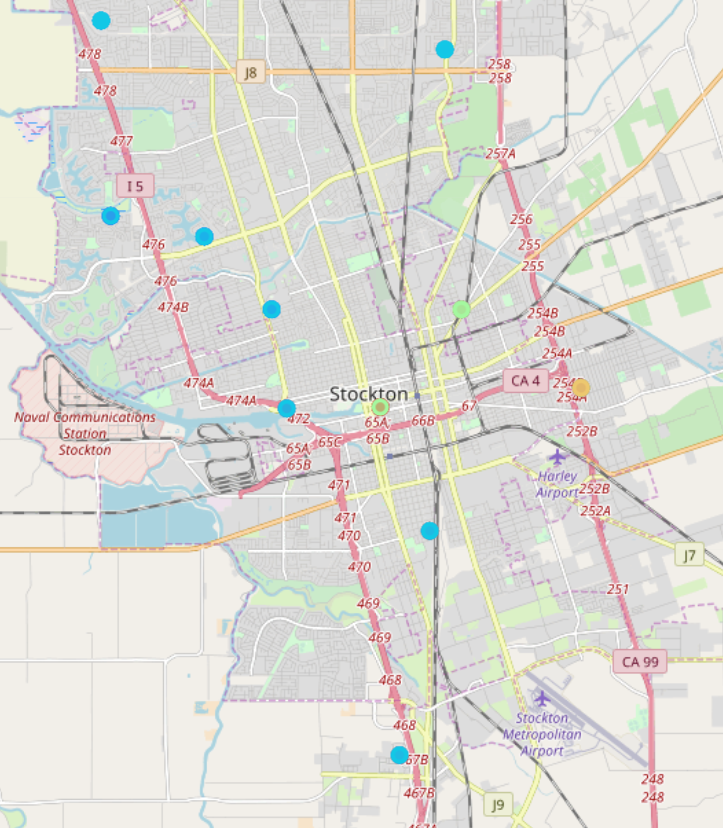 478
J8
258
258
478
477
257A
I 5
256
476
255
255
476
474B
254B
254B
254A
474A
CA 4
474A
Stockton
254A
67
Naval Communications
Station
Stockton
472
65A
66B
65C
65B
252B
65A
65B
Harley
Airport
471
252B
471
252A
470
J7
470
251
469
469
CA 99
468
468
Stockton
Metropolitan
Airport
67B
248
467B
248
J9